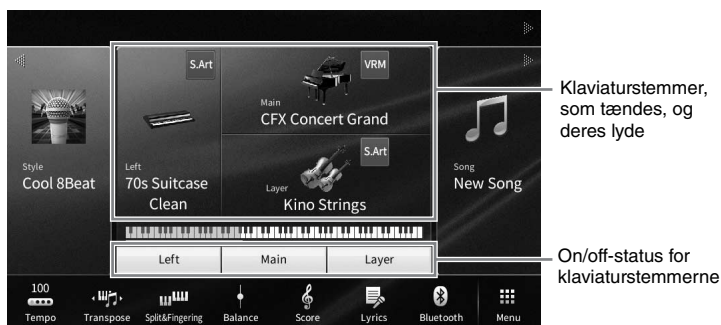 S.Art
VRM
Main
CFX Concert Grand
Style
Cool 8Beat
Left
70s Suitcase
Clean
S.Art
Layer
Kino Strings
Song
New Song
Left
Main
Layer
100
Tempo
Transpose
Split&Fingering
Balance
Score
Lyrics
Bluetooth
Menu
Klaviaturstemmer,
som tændes, og
deres lyde
On/off-status for
klaviaturstemmerne